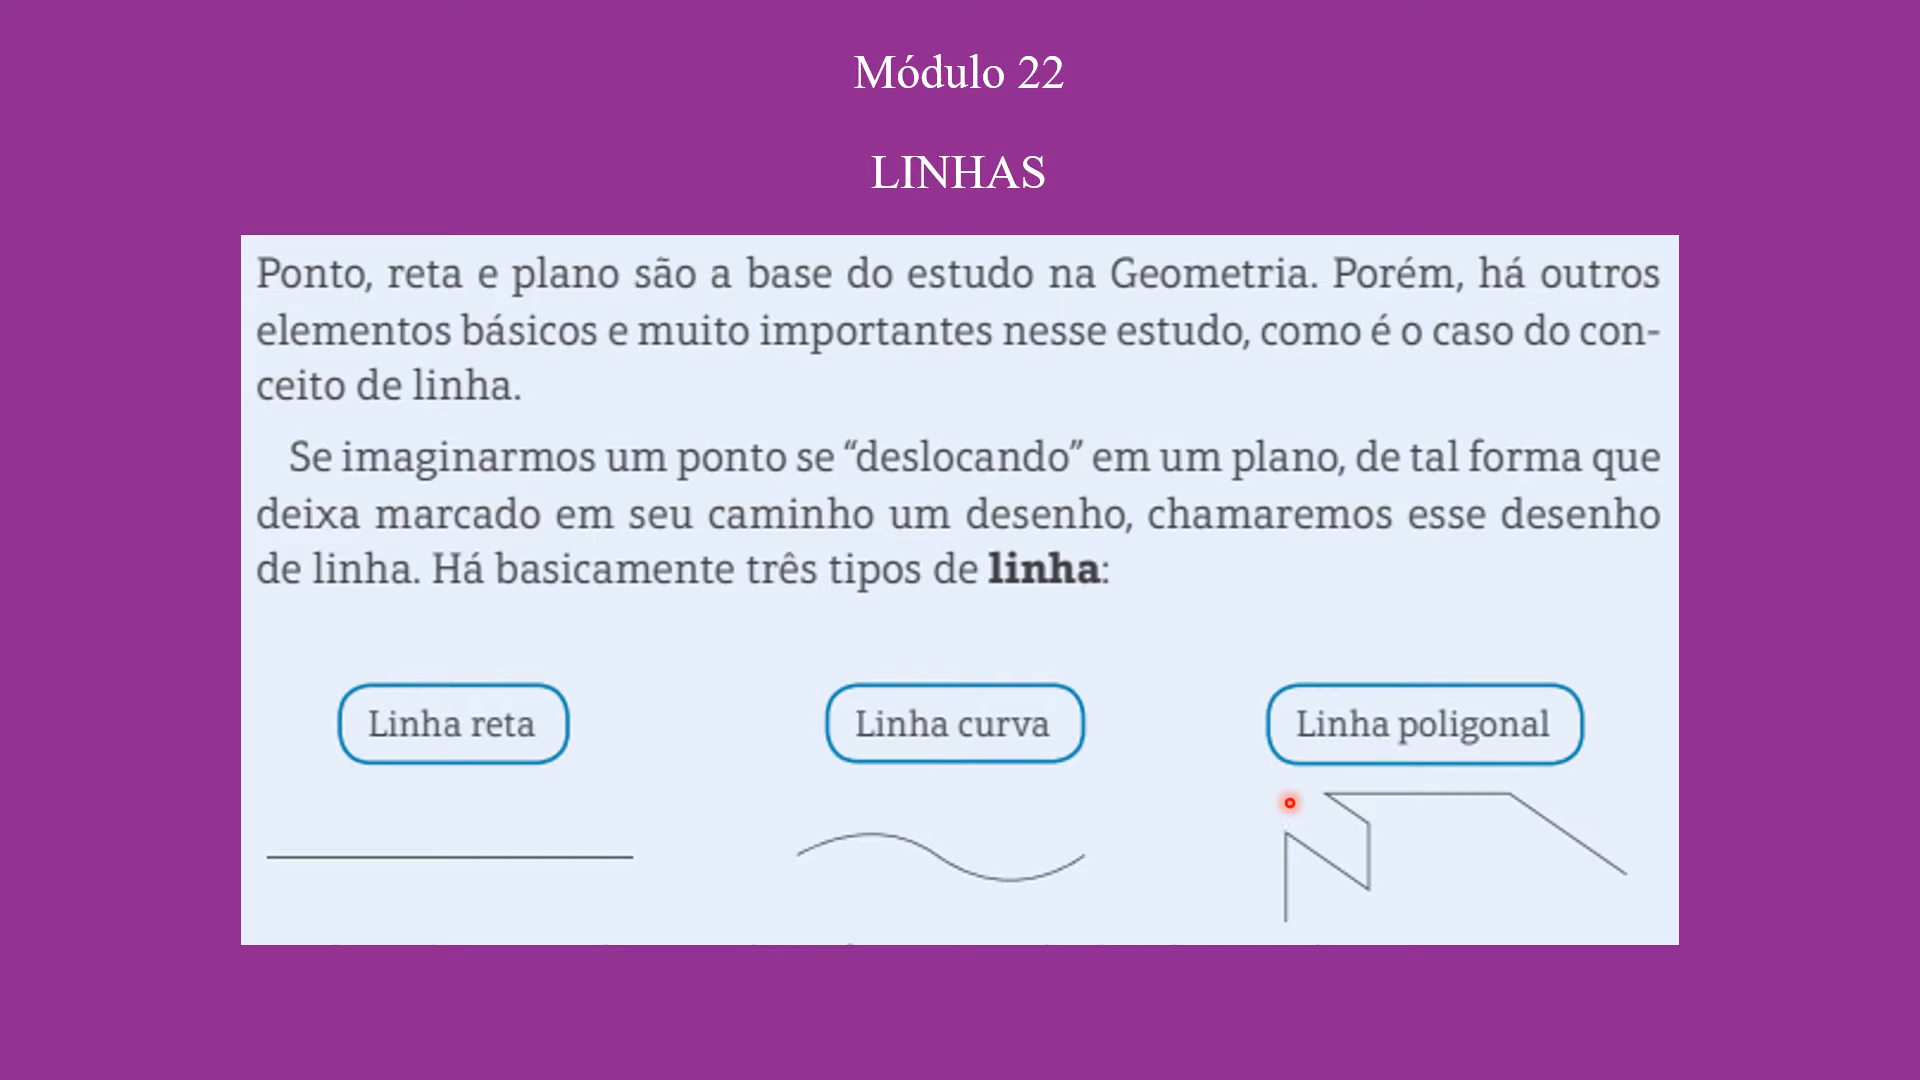 Módulo 22
LINHAS
Ponto, reta e plano são a base do estudo na Geometria. Porém, há outros
elementos básicos e muito importantes nesse estudo, como é o caso do con-
ceito de linha.
Se imaginarmos um ponto se “deslocando” em um plano, de tal forma que
deixa marcado em seu caminho um desenho, chamaremos esse desenho
de linha. Há basicamente três tipos de linha:
Linha reta
Linha curva
Linha poligonal